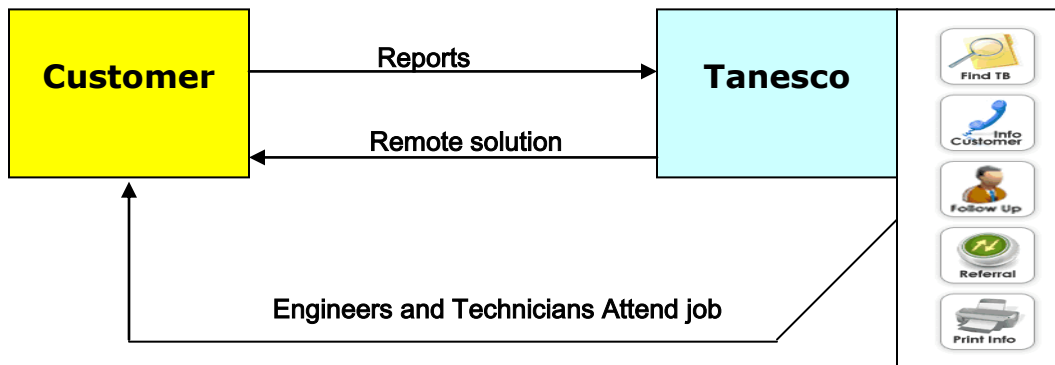 Customer
Reports
Tanesco
Remote solution
Engineers and Technicians Attend job
Find TB
Info
Customer
Follow Up
Referral
Print Info